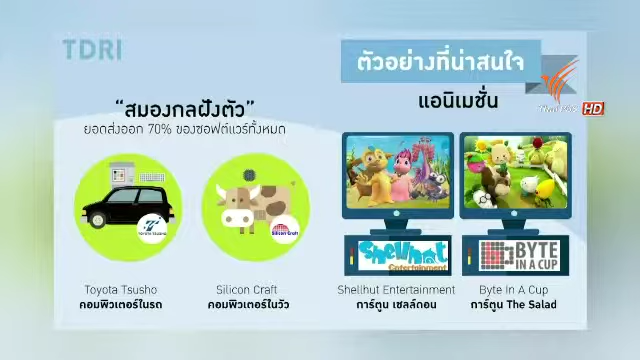 TDRI
ตัวอย่างที่น่าสนใจ
ThaiPBS HD
"สมองกลฝังตัว"
ยอดส่งออก 70% ของซอฟต์แวร์ทั้งหมด
แอนิเมชั่น
TOYOTA TSUSHO
Silicon Craft
Shellhut
Entertainment
BYTE
IN A CUP
Toyota Tsusho
คอมพิวเตอร์ในรถ
Silicon Craft
คอมพิวเตอร์ในวัว
Shellhut Entertainment
การ์ตูน เชลล์ดอน
Byte In A Cup
การ์ตูน The Salad